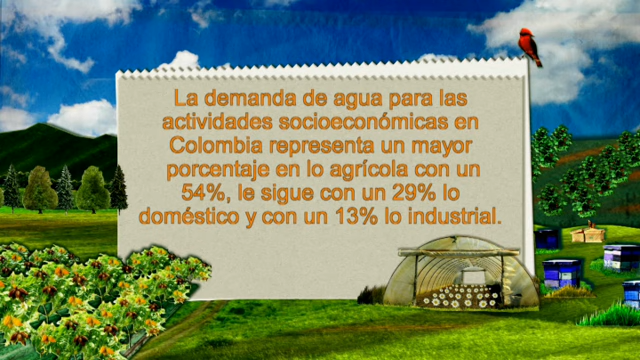 La demanda de agua para las
actividades socioeconómicas en
Colombia representa un mayor
porcentaje en lo agrícola con un
54%, le sigue con un 29% lo
doméstico y con un 13% lo industrial.